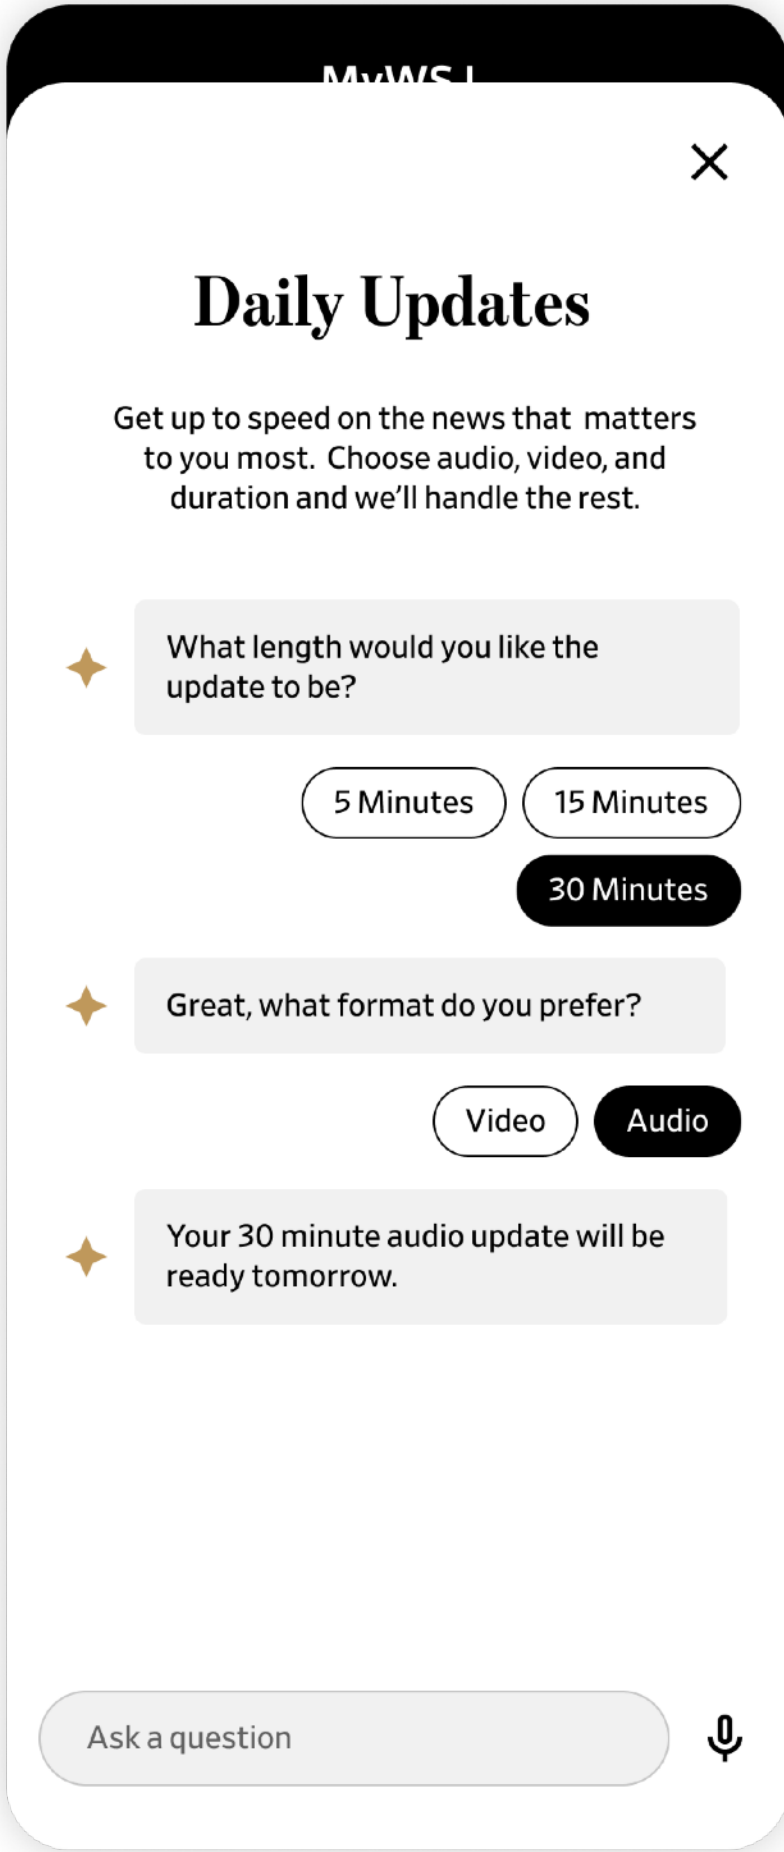 MyWSJ
Daily Updates
Get up to speed on the news that  matters
to you most.  Choose audio, video, and
duration and we'll handle the rest.
What length would you like the
update to be?
5 Minutes
15 Minutes
30 Minutes
Great, what format do you prefer?
Video
Audio
Your 30 minute audio update will be
ready tomorrow.
Ask a question